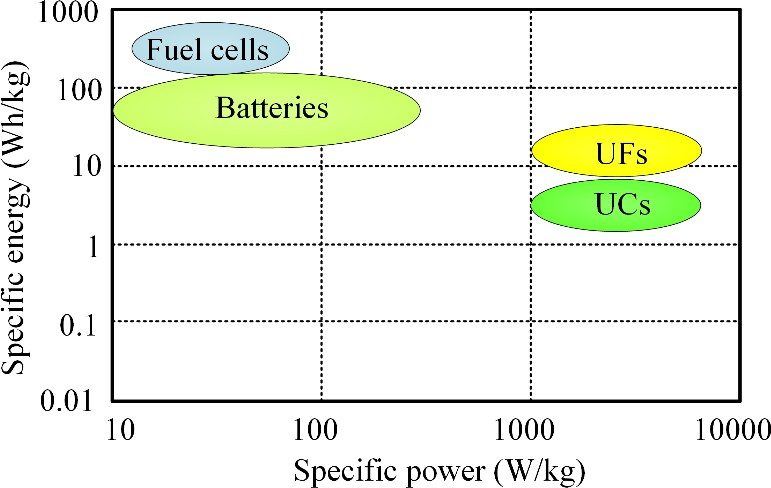 Specific energy (Wh/kg)
1000
100
10
1
0.1
0.01
Fuel cells
Batteries
UFs
UCs
10
100
1000
10000
Specific power (W/kg)